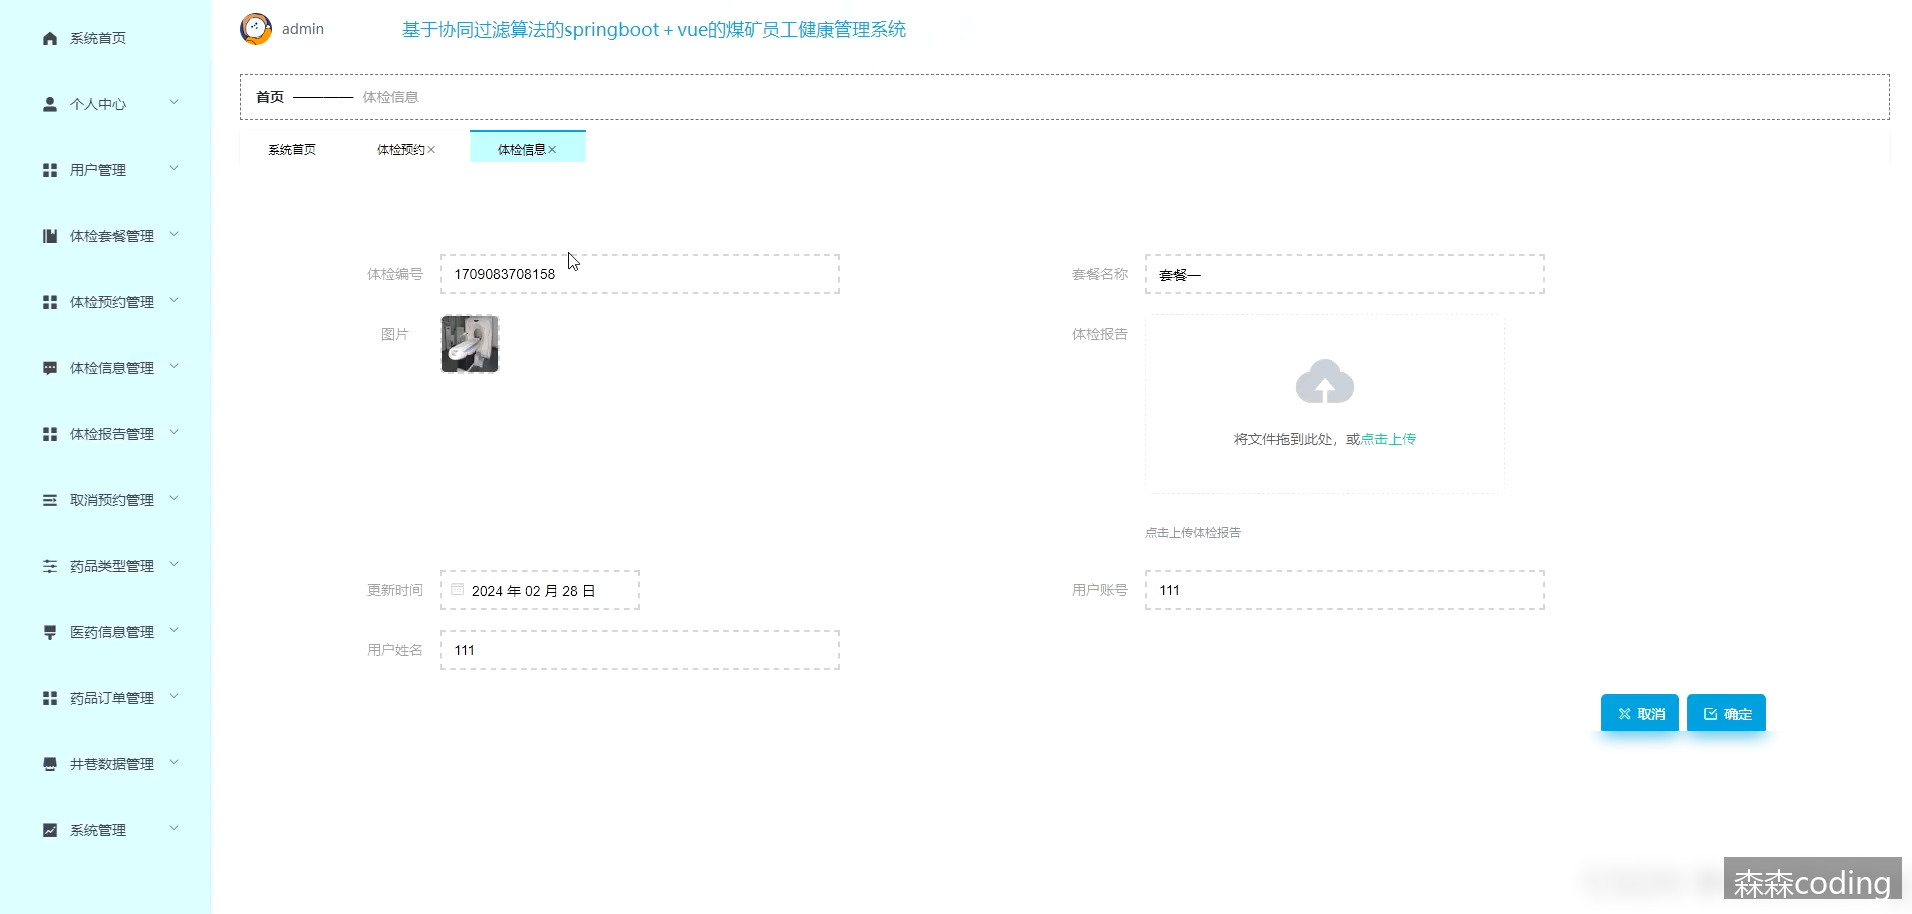 系统首页
个人中心
用户管理
体检套餐管理
体检预约管理
体检信息管理
体检报告管理
取消预约管理
药品类型管理
医药信息管理
药品订单管理
井巷数据管理
系统管理
admin
基于协同过滤算法的springboot+vue的煤矿员工健康管理系统
首页 ———— 体检信息
系统首页 体检预约× 体检信息×
体检编号 1709083708158
套餐名称 套餐一
图片
体检报告
将文件拖到此处，或点击上传
点击上传体检报告
更新时间 2024 年 02 月 28 日
用户账号 111
用户姓名 111
取消 确定
森森coding